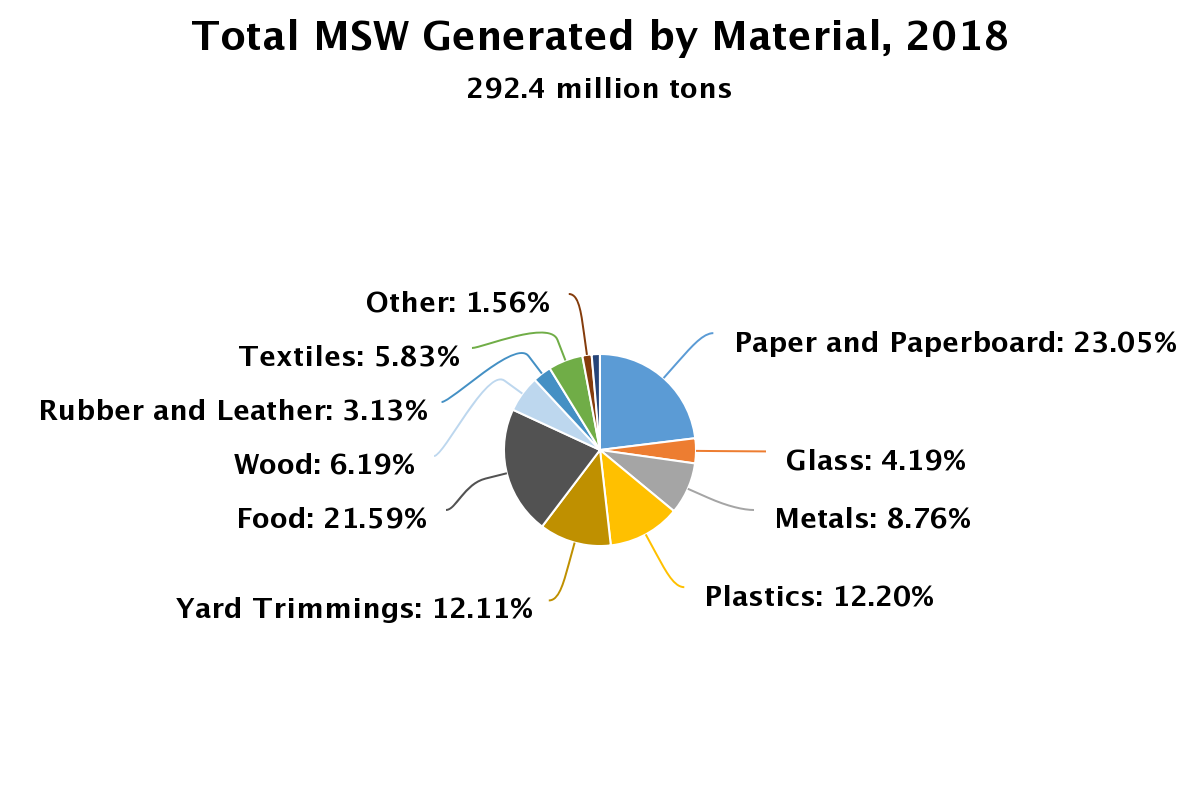 Total MSW Generated by Material, 2018
292.4 million tons
Other: 1.56%
Textiles: 5.83%
Rubber and Leather: 3.13%
Wood: 6.19%
Food: 21.59%
Yard Trimmings: 12.11%
Paper and Paperboard: 23.05%
Glass: 4.19%
Metals: 8.76%
Plastics: 12.20%